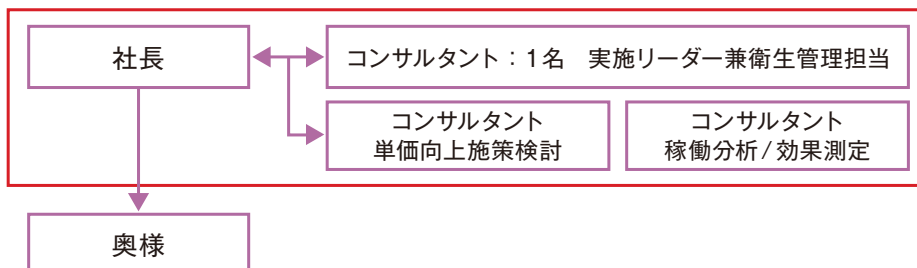 社長
コンサルタント：1名　実施リーダー兼衛生管理担当
コンサルタント
単価向上施策検討
コンサルタント
稼働分析/効果測定
奥様